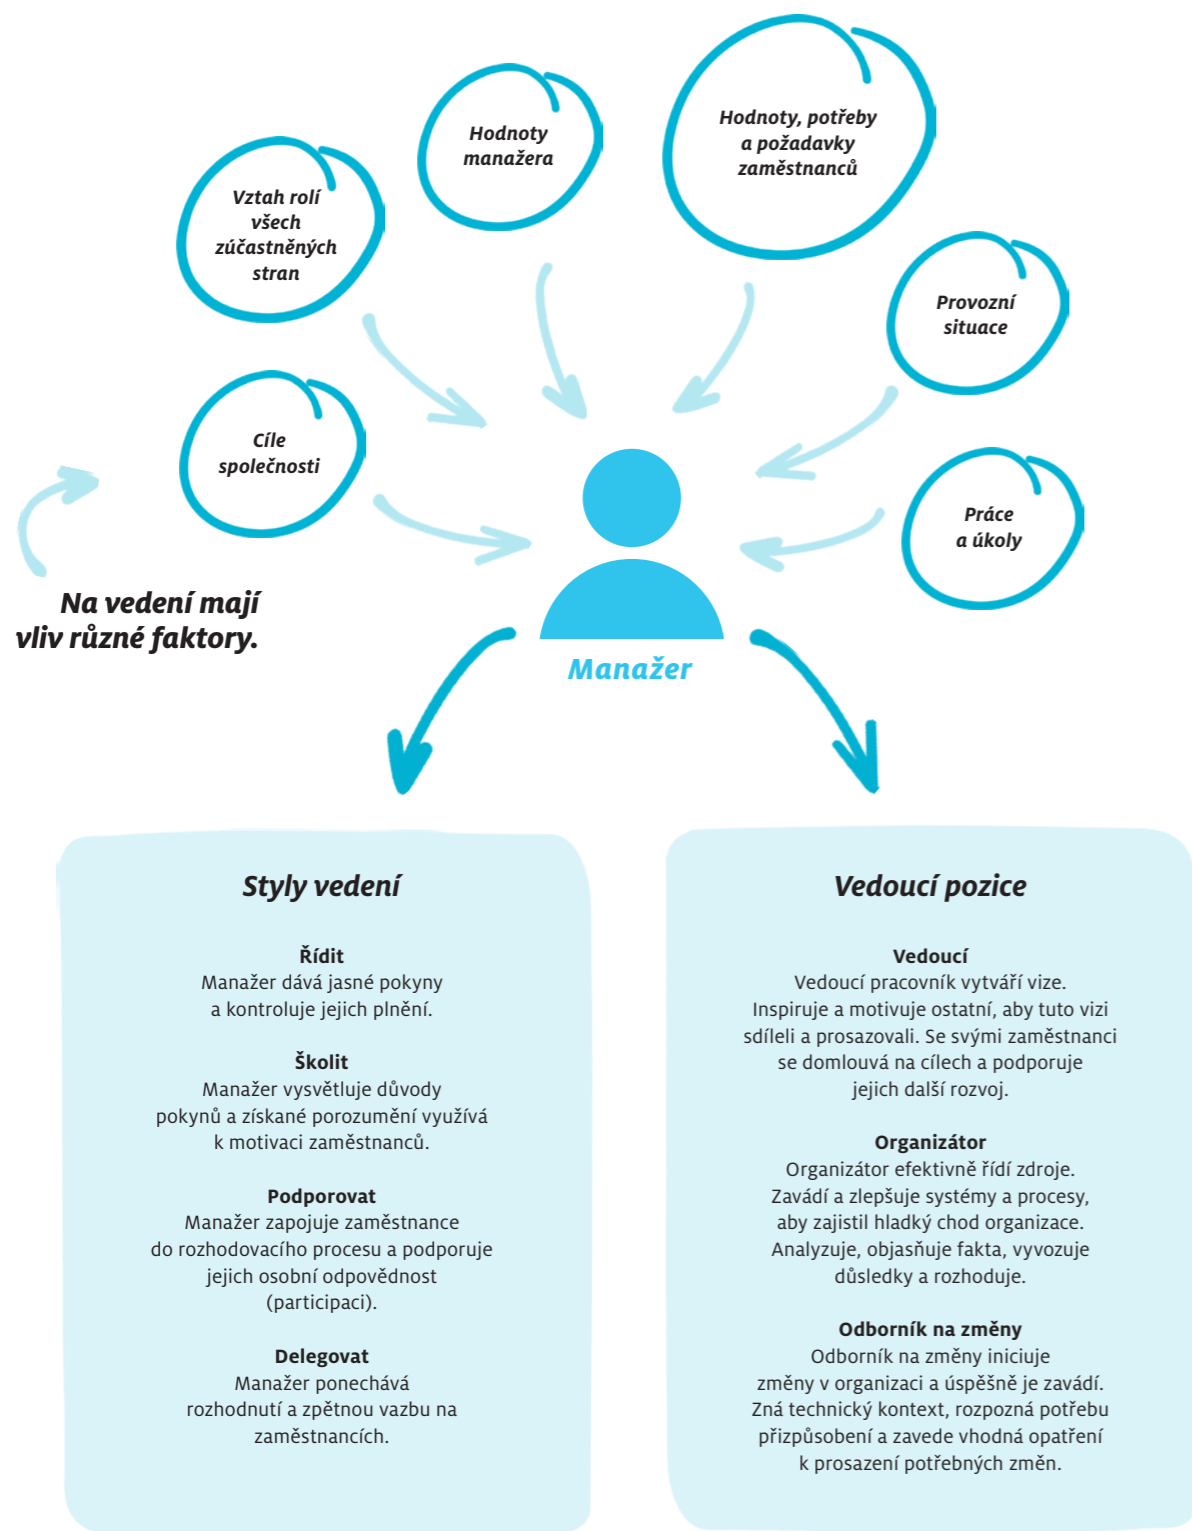 Hodnoty
manažera
Hodnoty, potřeby
a požadavky
zaměstnanců
Vztah rolí
všech
zúčastněných
stran
Provozní
situace
Cíle
společnosti
Práce
a úkoly
Na vedení mají
vliv různé faktory.
Manažer
Styly vedení
Řídit
Manažer dává jasné pokyny
a kontroluje jejich plnění.
Školit
Manažer vysvětluje důvody
pokynů a získané porozumění využívá
k motivaci zaměstnanců.
Podporovat
Manažer zapojuje zaměstnance
do rozhodovacího procesu a podporuje
jejich osobní odpovědnost
(participaci).
Delegovat
Manažer ponechává
rozhodnutí a zpětnou vazbu na
zaměstnancích.
Vedoucí pozice
Vedoucí
Vedoucí pracovník vytváří vize.
Inspiruje a motivuje ostatní, aby tuto vizi
sdíleli a prosazovali. Se svými zaměstnanci
se domlouvá na cílech a podporuje
jejich další rozvoj.
Organizátor
Organizátor efektivně řídí zdroje.
Zavádí a zlepšuje systémy a procesy,
aby zajistil hladký chod organizace.
Analyzuje, objasňuje fakta, vyvozuje
důsledky a rozhoduje.
Odborník na změny
Odborník na změny iniciuje
změny v organizaci a úspěšně je zavádí.
Zná technický kontext, rozpozná potřebu
přizpůsobení a zavede vhodná opatření
k prosazení potřebných změn.